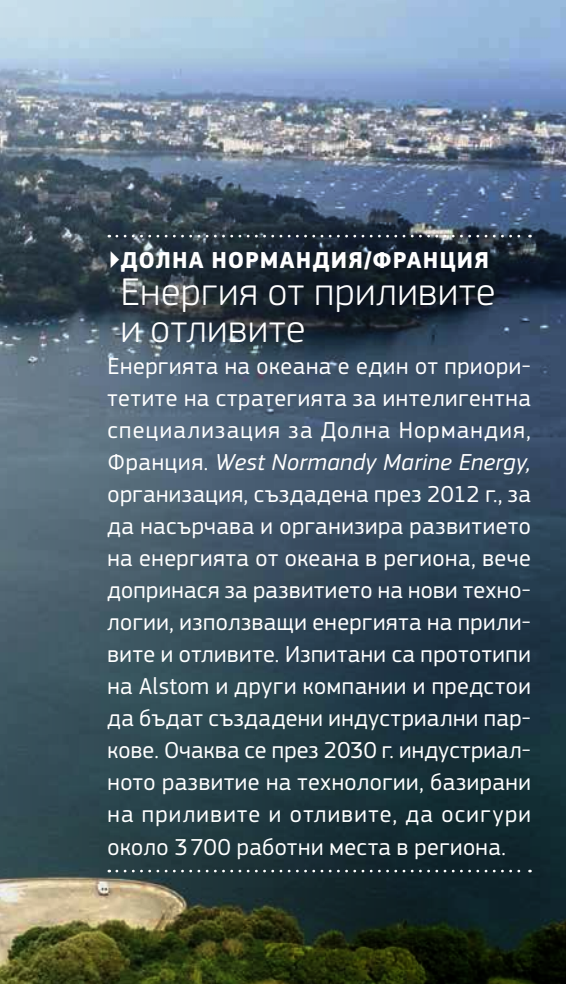 ▸ДОЛНА НОРМАНДИЯ/ФРАНЦИЯ
Енергия от приливите
и отливите
Енергията на океана е един от приори-
тетите на стратегията за интелигентна
специализация за Долна Нормандия,
Франция. West Normandy Marine Energy,
организация, създадена през 2012 г., за
да насърчава и организира развитието
на енергията от океана в региона, вече
допринася за развитието на нови техно-
логии, използващи енергията на прили-
вите и отливите. Изпитани са прототипи
на Alstom и други компании и предстои
да бъдат създадени индустриални пар-
кове. Очаква се през 2030 г. индустриал-
ното развитие на технологии, базирани
на приливите и отливите, да осигури
около 3 700 работни места в региона.